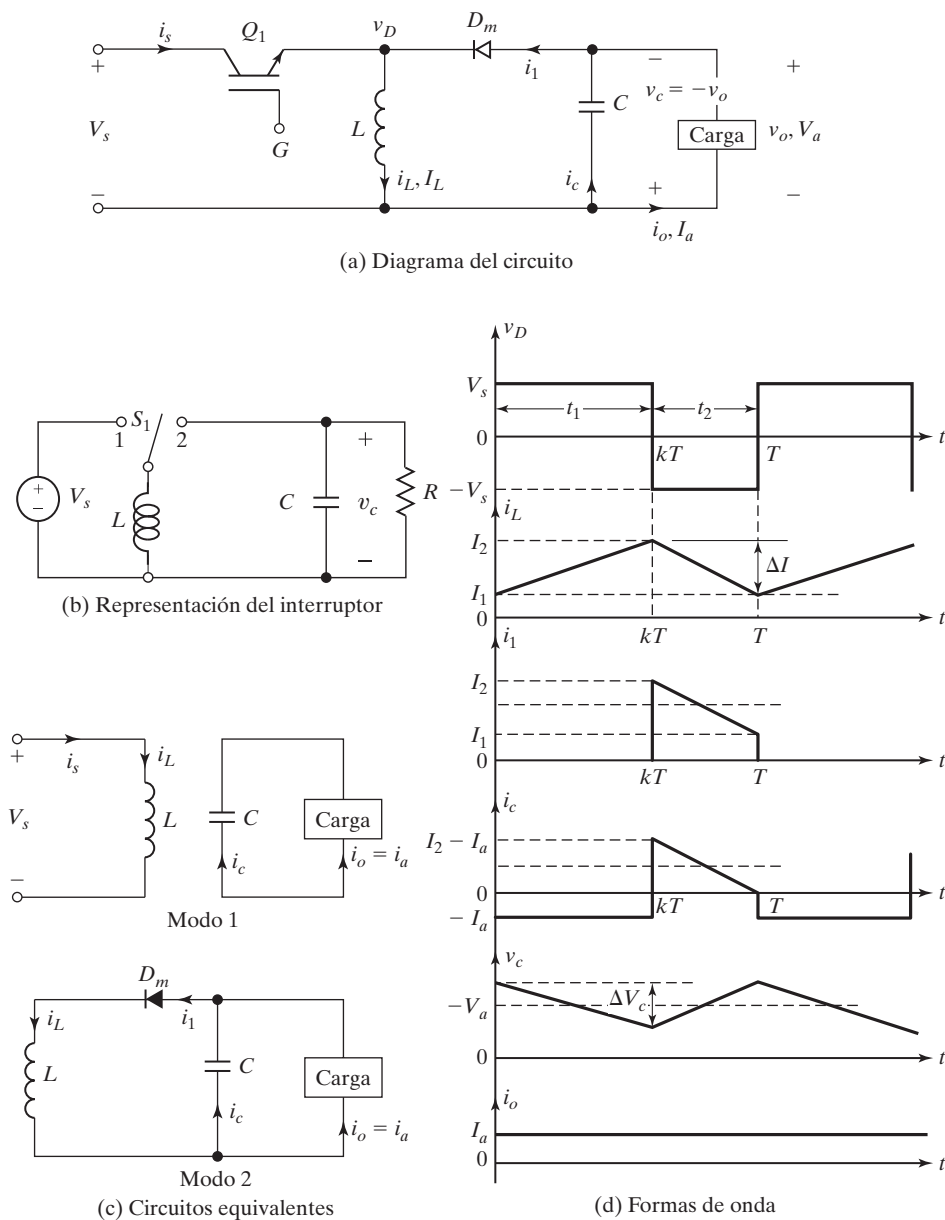 i_s
Q_1
v_D
D_m
+
i_1
−
+
V_s
G
L
C
v_c = −v_o
Carga
v_o, V_a
−
i_L, I_L
i_c
+
−
i_o, I_a
(a) Diagrama del circuito
S_1
1
2
+
V_s
+
−
L
C
v_c
R
−
(b) Representación del interruptor
+
i_s
i_L
V_s
L
C
Carga
i_c
i_o = i_a
−
Modo 1
D_m
i_1
i_L
L
C
Carga
i_c
i_o = i_a
Modo 2
(c) Circuitos equivalentes
v_D
V_s
t_1
t_2
0
kT
T
t
−V_s
i_L
I_2
ΔI
I_1
0
kT
T
t
i_1
I_2
I_1
0
kT
T
t
i_c
I_2 − I_a
0
kT
T
t
− I_a
v_c
−V_a
ΔV_c
0
t
i_o
I_a
0
t
(d) Formas de onda